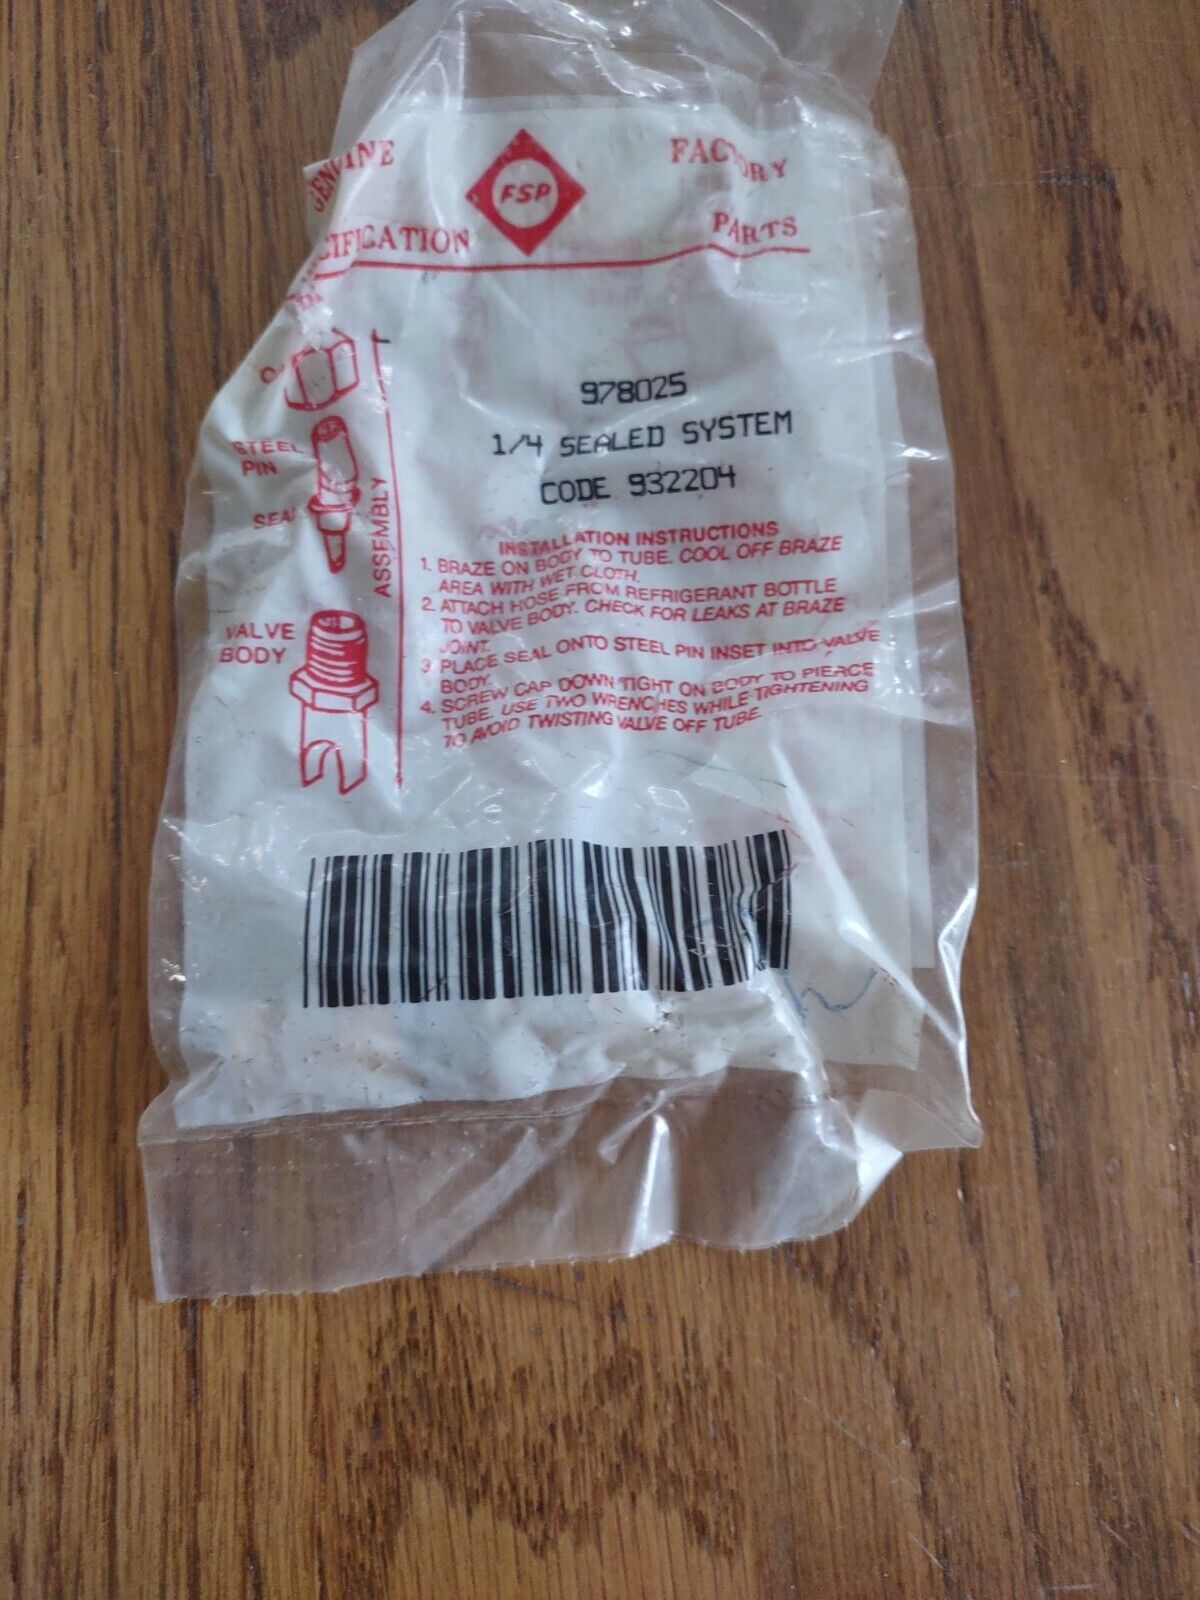 GENUINE FACTORY
FSP
CIFICATION PARTS
978025
1/4 SEALED SYSTEM
CODE 932204
STEEL
PIN
SEAL
ASSEMBLY
VALVE
BODY
INSTALLATION INSTRUCTIONS
1. BRAZE ON BODY TO TUBE. COOL OFF BRAZE
AREA WITH WET CLOTH.
2. ATTACH HOSE FROM REFRIGERANT BOTTLE
TO VALVE BODY. CHECK FOR LEAKS AT BRAZE
JOINT.
3. PLACE SEAL ONTO STEEL PIN INSET INTO VALVE
BODY.
4. SCREW CAP DOWN TIGHT ON BODY TO PIERCE
TUBE. USE TWO WRENCHES WHILE TIGHTENING
TO AVOID TWISTING VALVE OFF TUBE.